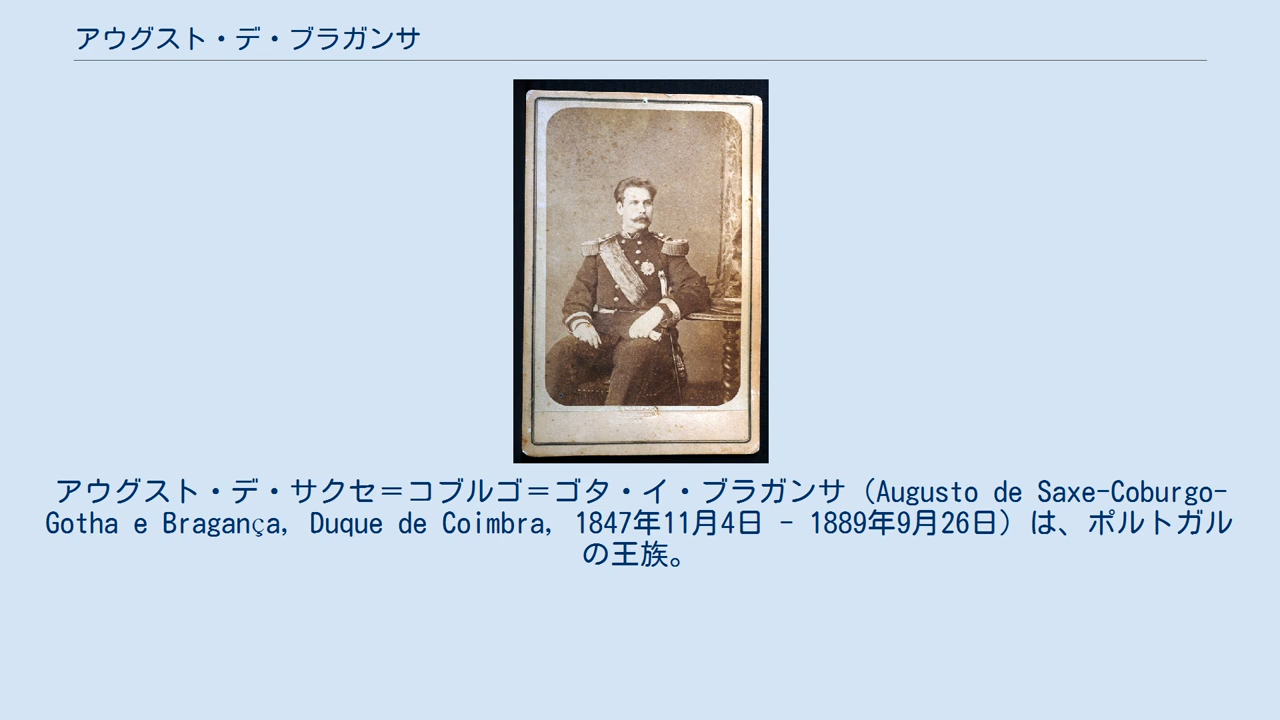 アウグスト・デ・ブラガンサ
アウグスト・デ・サクセ＝コブルゴ＝ゴタ・イ・ブラガンサ（Augusto de Saxe-Coburgo-
Gotha e Bragança, Duque de Coimbra, 1847年11月4日 - 1889年9月26日）は、ポルトガル
の王族。